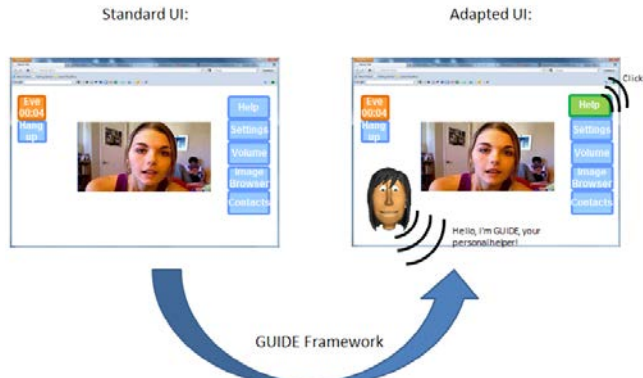 Standard UI:
Adapted UI:
Eve
00:04
Hang
up
Help
Settings
Volume
Image
Browser
Contacts
Eve
00:04
Hang
up
Help
Settings
Volume
Image
Browser
Contacts
Click
Hello, I'm GUIDE, your
personal helper!
GUIDE Framework